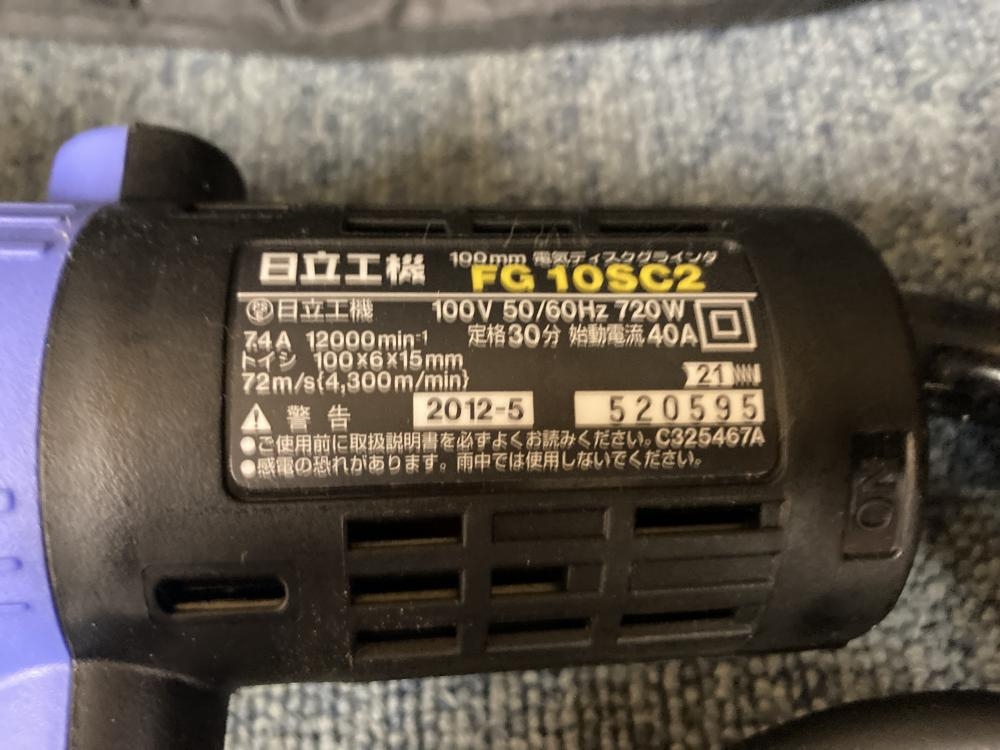 日立工機 100mm 電気ディスクグラインダ
FG 10SC2
PS 日立工機 100V 50/60Hz 720W
7.4A 12000min-1 定格30分 始動電流40A
トイシ 100×6×15mm
72m/s{4,300m/min}
21
警告 2012-5 520595
●ご使用前に取扱説明書を必ずよくお読みください。C325467A
●感電の恐れがあります。雨中では使用しないでください。
NO